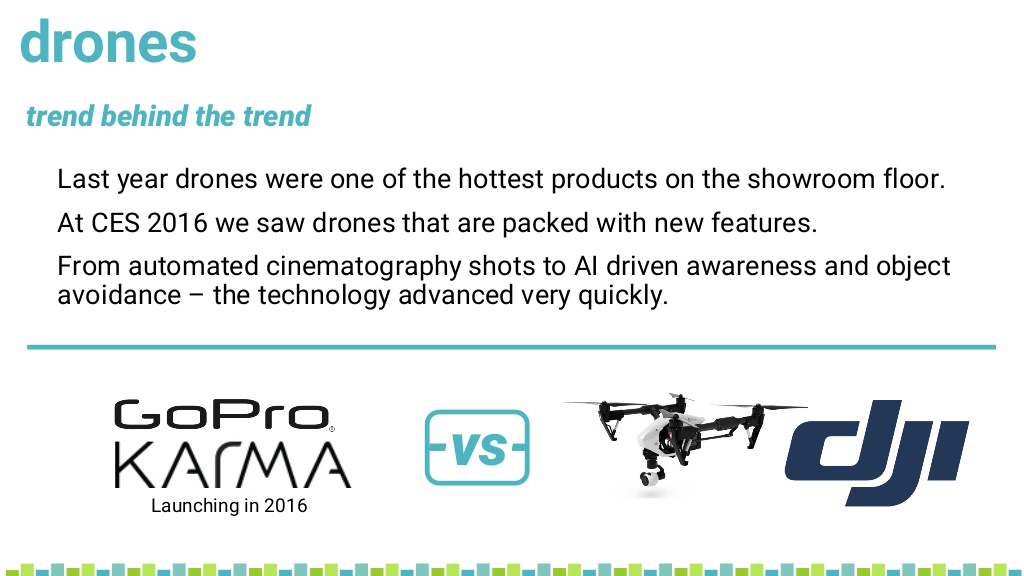 drones
trend behind the trend
Last year drones were one of the hottest products on the showroom floor.
At CES 2016 we saw drones that are packed with new features.
From automated cinematography shots to AI driven awareness and object
avoidance – the technology advanced very quickly.
GoPro®
KARMA
Launching in 2016
vs
dji